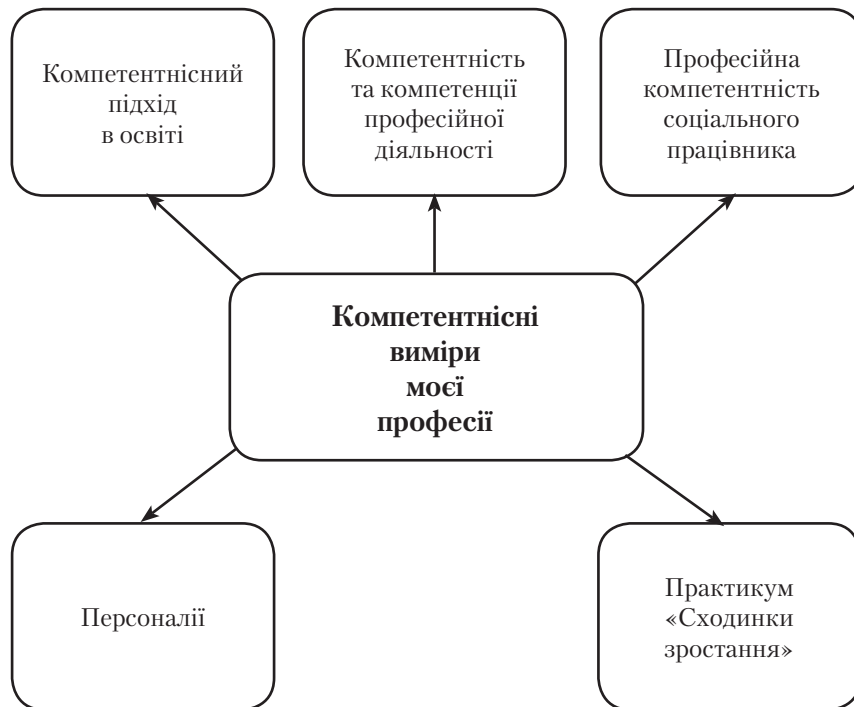 Компетентнісний
підхід
в освіті
Компетентність
та компетенції
професійної
діяльності
Професійна
компетентність
соціального
працівника
Компетентнісні
виміри
моєї
професії
Персоналії
Практикум
«Сходинки
зростання»